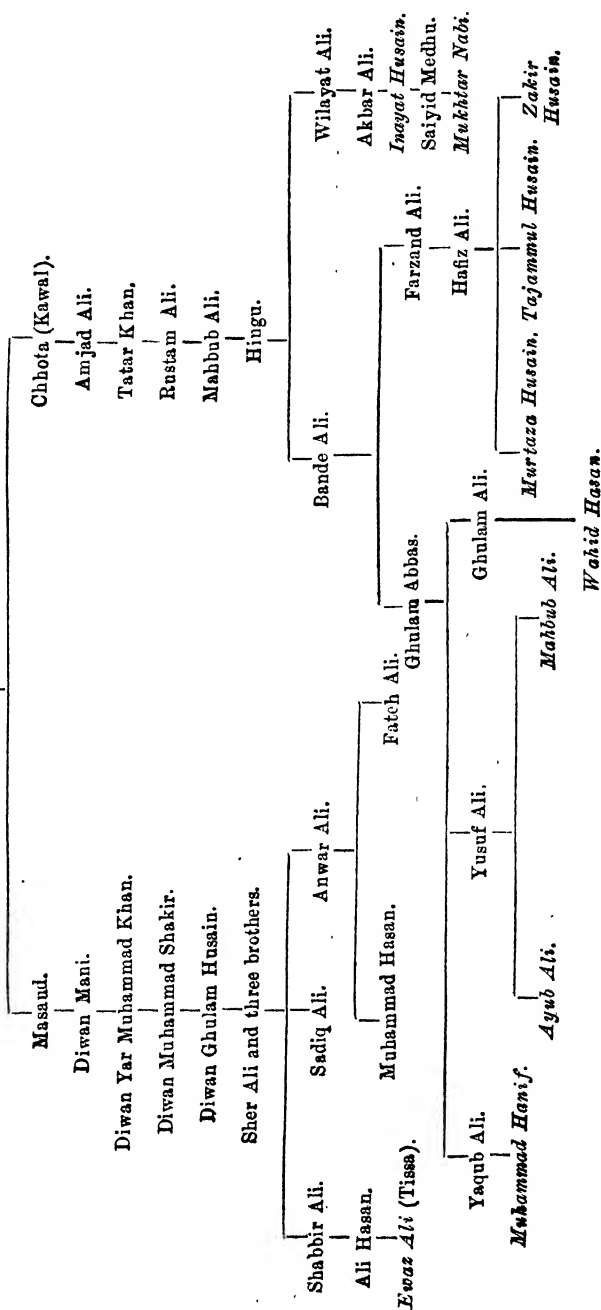 Masaud. Chhota (Kawal).
Diwan Mani. Amjad Ali.
Diwan Yar Muhammad Khan. Tatar Khan.
Diwan Muhammad Shakir. Rustam Ali.
Diwan Ghulam Husain. Mahbub Ali.
Sher Ali and three brothers. Hingu.
Shabbir Ali. Sadiq Ali. Anwar Ali. Bande Ali. Wilayat Ali.
Ali Hasan. Muhammad Hasan. Fateh Ali. Ghulam Abbas. Farzand Ali. Akbar Ali.
Ewaz Ali (Tissa). Hafiz Ali. Inayat Husain.
Saiyid Medhu.
Mukhtar Nabi.
Yaqub Ali. Yusuf Ali. Ghulam Ali. Murtaza Husain. Tajammul Husain. Zakir
Husain.
Muhammad Hanif. Ayub Ali. Mahbub Ali.
Wahid Hasan.